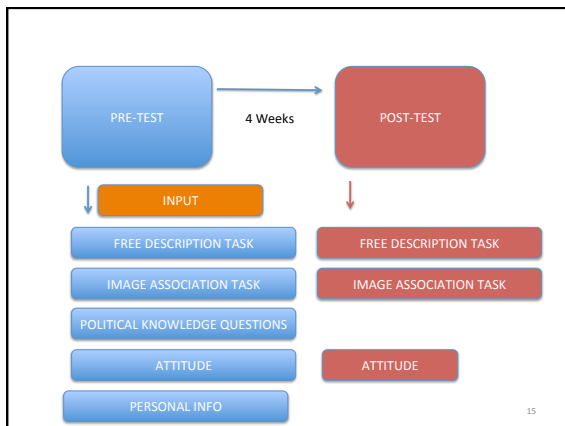 PRE-TEST
4 Weeks
POST-TEST
INPUT
FREE DESCRIPTION TASK
FREE DESCRIPTION TASK
IMAGE ASSOCIATION TASK
IMAGE ASSOCIATION TASK
POLITICAL KNOWLEDGE QUESTIONS
ATTITUDE
ATTITUDE
PERSONAL INFO
15